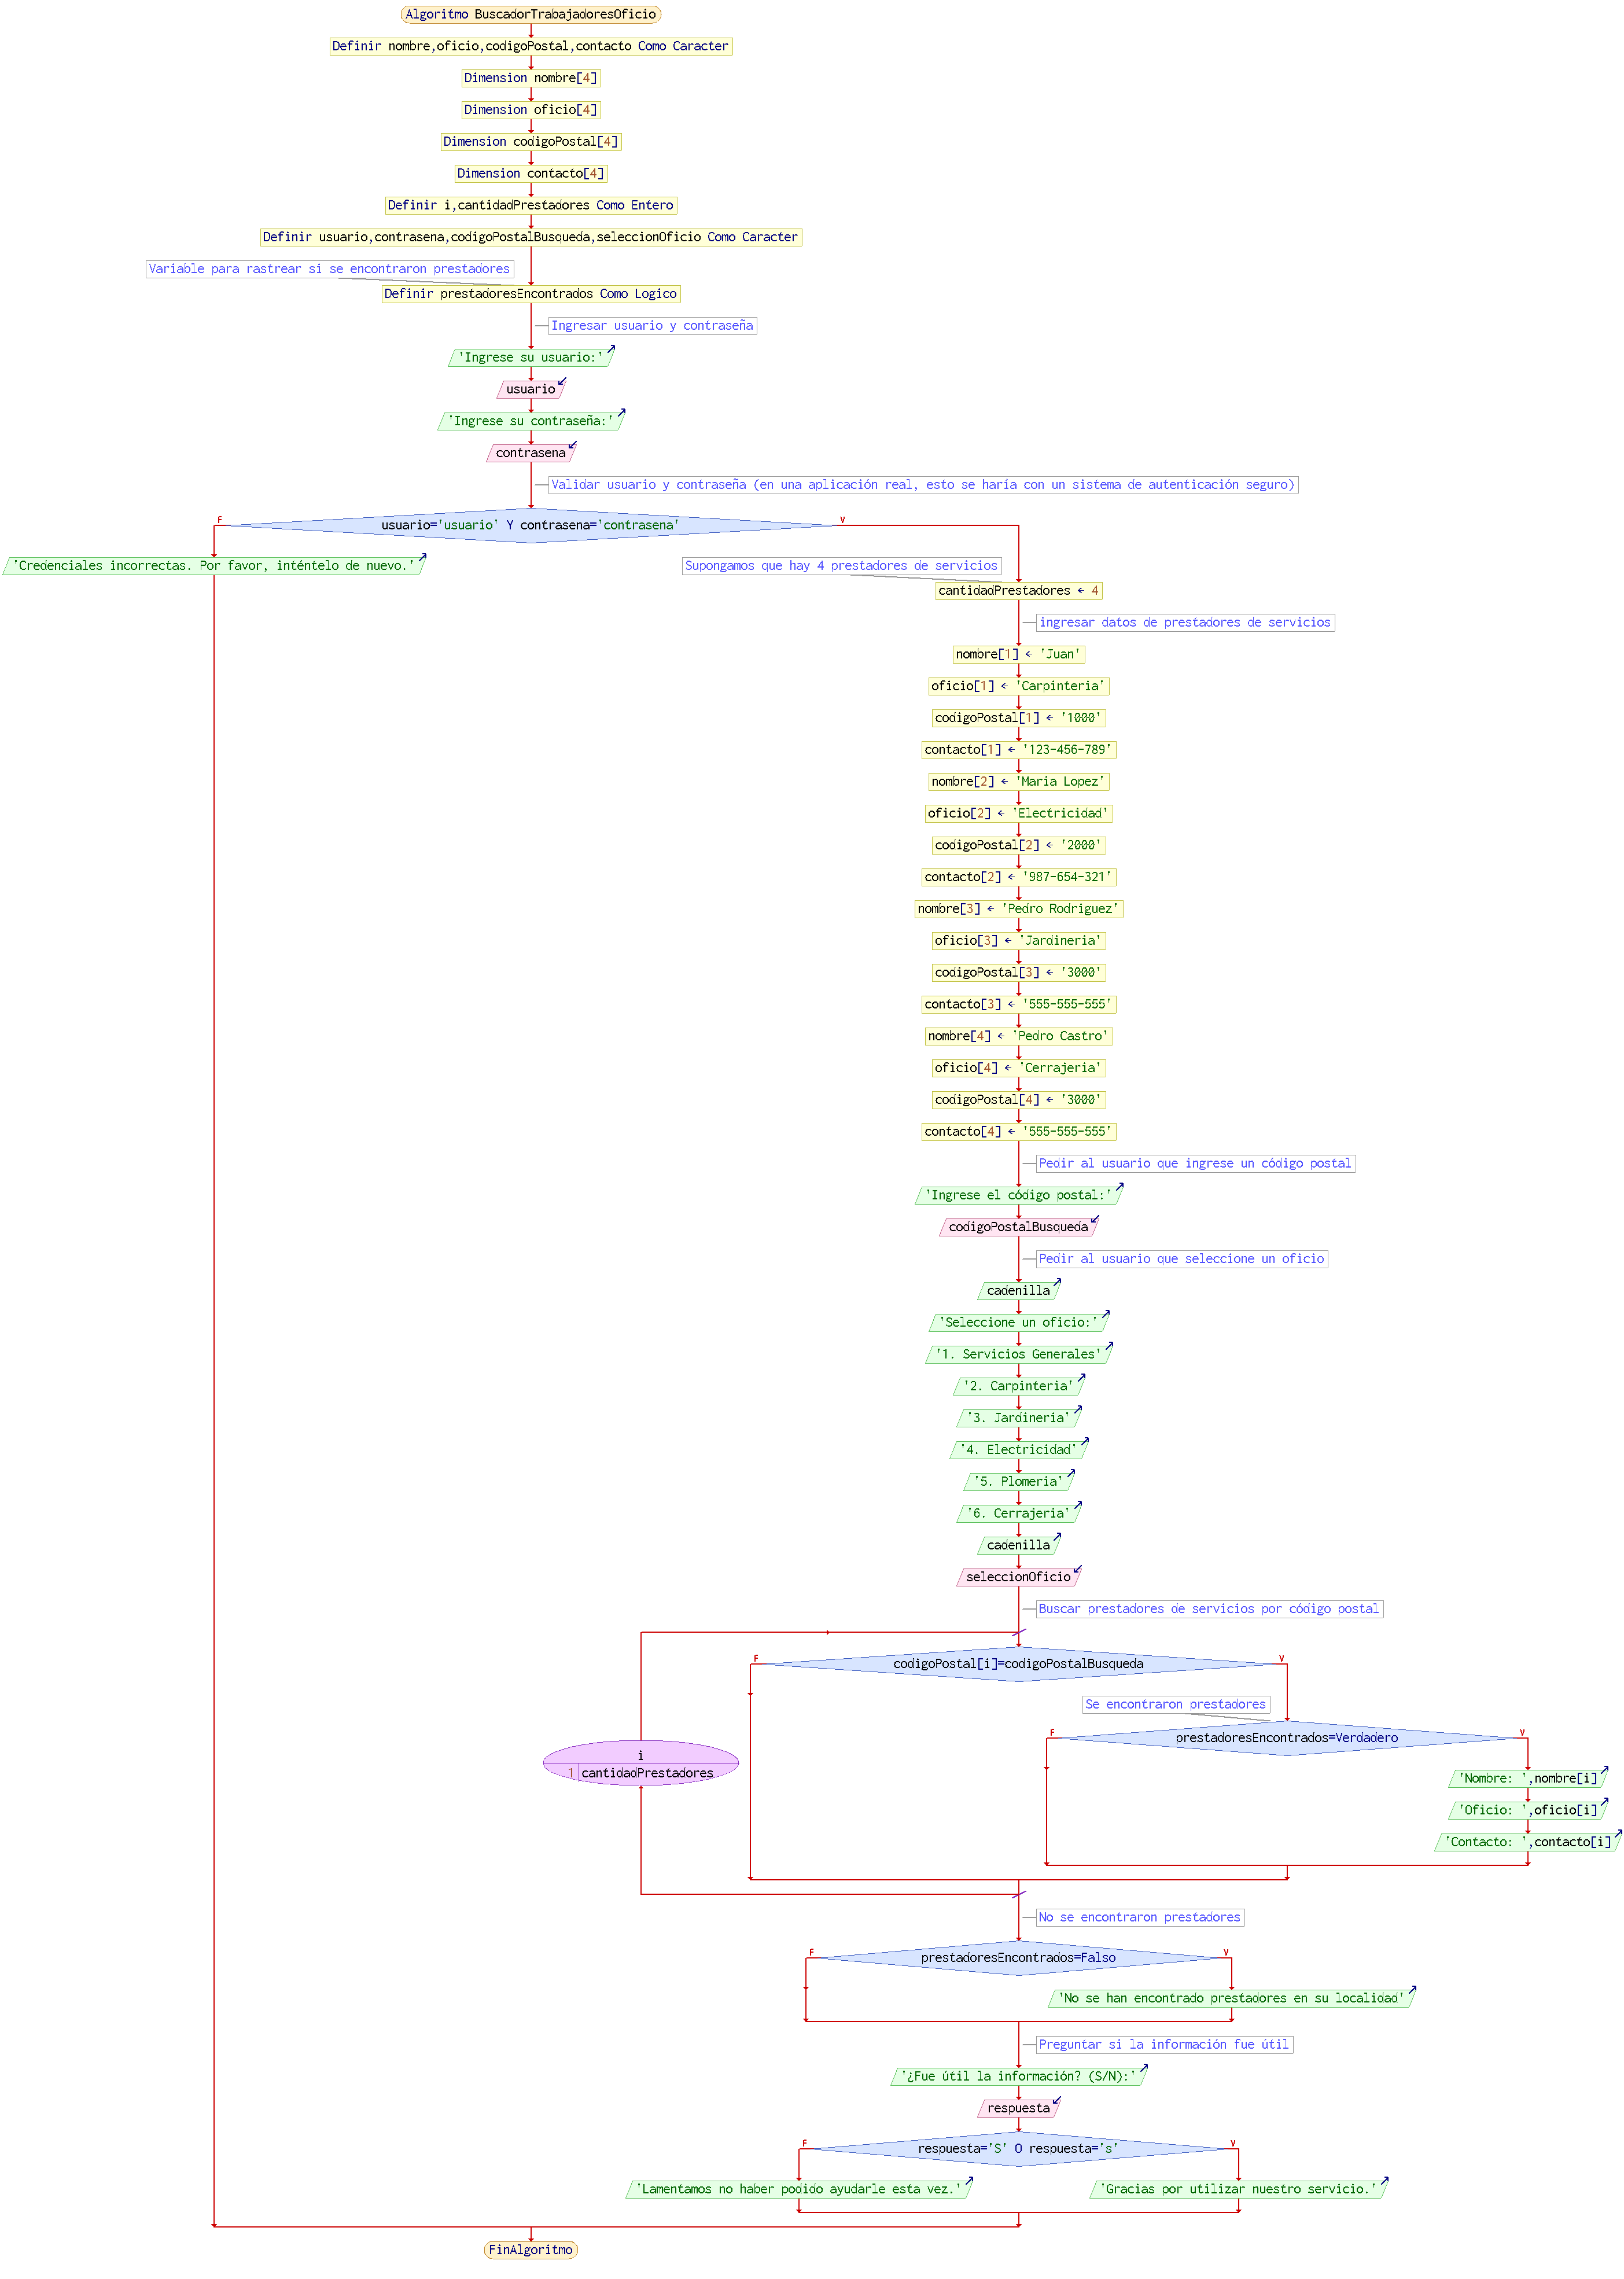 Algoritmo BuscadorTrabajadoresOficio
Definir nombre,oficio,codigoPostal,contacto Como Caracter
Dimension nombre[4]
Dimension oficio[4]
Dimension codigoPostal[4]
Dimension contacto[4]
Definir i,cantidadPrestadores Como Entero
Definir usuario,contrasena,codigoPostalBusqueda,seleccionOficio Como Caracter
Variable para rastrear si se encontraron prestadores
Definir prestadoresEncontrados Como Logico
Ingresar usuario y contraseña
'Ingrese su usuario:'
usuario
'Ingrese su contraseña:'
contrasena
Validar usuario y contraseña (en una aplicación real, esto se haría con un sistema de autenticación seguro)
F
V
usuario='usuario' Y contrasena='contrasena'
'Credenciales incorrectas. Por favor, inténtelo de nuevo.'
Supongamos que hay 4 prestadores de servicios
cantidadPrestadores ← 4
ingresar datos de prestadores de servicios
nombre[1] ← 'Juan'
oficio[1] ← 'Carpinteria'
codigoPostal[1] ← '1000'
contacto[1] ← '123-456-789'
nombre[2] ← 'Maria Lopez'
oficio[2] ← 'Electricidad'
codigoPostal[2] ← '2000'
contacto[2] ← '987-654-321'
nombre[3] ← 'Pedro Rodriguez'
oficio[3] ← 'Jardineria'
codigoPostal[3] ← '3000'
contacto[3] ← '555-555-555'
nombre[4] ← 'Pedro Castro'
oficio[4] ← 'Cerrajeria'
codigoPostal[4] ← '3000'
contacto[4] ← '555-555-555'
Pedir al usuario que ingrese un código postal
'Ingrese el código postal:'
codigoPostalBusqueda
Pedir al usuario que seleccione un oficio
cadenilla
'Seleccione un oficio:'
'1. Servicios Generales'
'2. Carpinteria'
'3. Jardineria'
'4. Electricidad'
'5. Plomeria'
'6. Cerrajeria'
cadenilla
seleccionOficio
Buscar prestadores de servicios por código postal
F
V
codigoPostal[i]=codigoPostalBusqueda
Se encontraron prestadores
F
V
prestadoresEncontrados=Verdadero
i
1 cantidadPrestadores
'Nombre: ',nombre[i]
'Oficio: ',oficio[i]
'Contacto: ',contacto[i]
No se encontraron prestadores
F
V
prestadoresEncontrados=Falso
'No se han encontrado prestadores en su localidad'
Preguntar si la información fue útil
'¿Fue útil la información? (S/N):'
respuesta
F
V
respuesta='S' O respuesta='s'
'Lamentamos no haber podido ayudarle esta vez.'
'Gracias por utilizar nuestro servicio.'
FinAlgoritmo